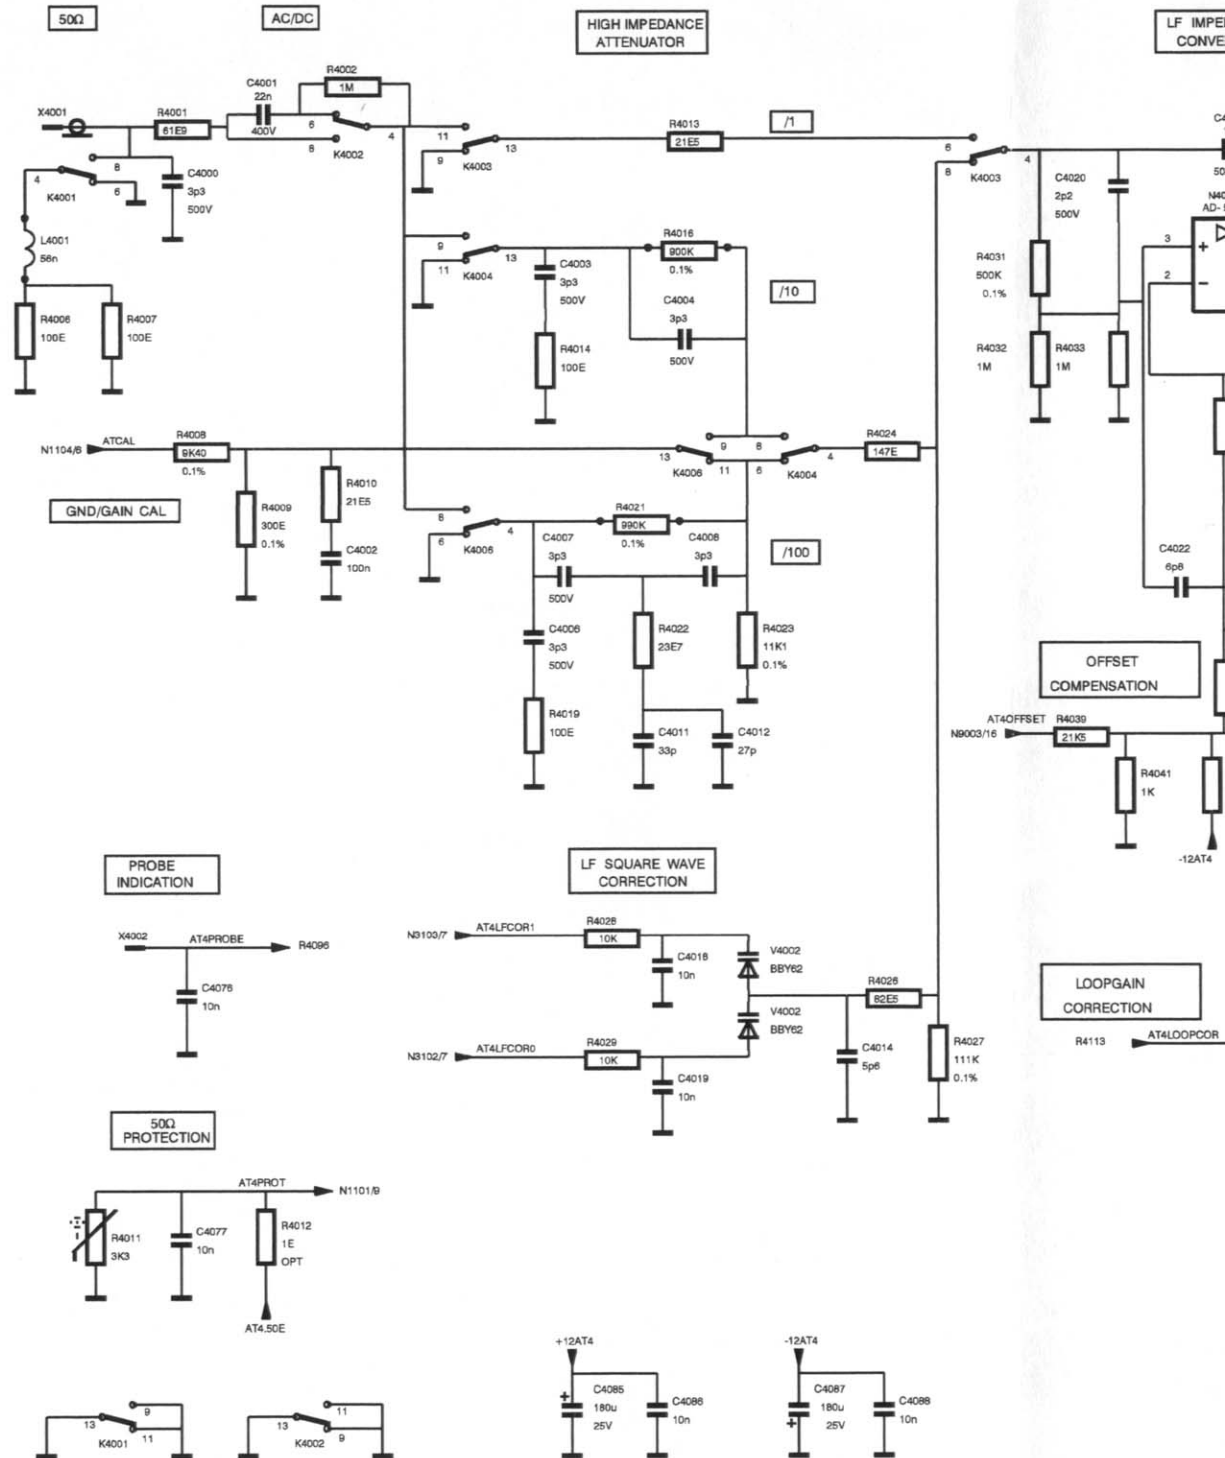 50Ω
AC/DC
HIGH IMPEDANCE
ATTENUATOR
LF IMPE
CONVE
X4001
R4001
61E9
C4001
22n
400V
R4002
1M
6
8
K4002
4
11
9
K4003
13
R4013
21E5
/1
6
8
K4003
4
4
K4001
8
6
C4000
3p3
500V
L4001
56n
R4006
100E
R4007
100E
9
11
K4004
13
C4003
3p3
500V
R4014
100E
R4016
900K
0.1%
C4004
3p3
500V
/10
C4020
2p2
500V
R4031
500K
0.1%
R4032
1M
R4033
1M
C4
50
N40
AD-
3
+
2
−
N1104/6
ATCAL
R4008
9K40
0.1%
GND/GAIN CAL
R4009
300E
0.1%
R4010
21E5
C4002
100n
13
K4006
9
11
8
6
K4004
4
R4024
147E
8
6
K4006
4
C4007
3p3
500V
R4021
990K
0.1%
C4008
3p3
/100
C4006
3p3
500V
R4019
100E
R4022
23E7
C4011
33p
C4012
27p
R4023
11K1
0.1%
C4022
6p8
OFFSET
COMPENSATION
AT4OFFSET
N9003/16
R4039
21K5
R4041
1K
-12AT4
PROBE
INDICATION
X4002
AT4PROBE
R4096
C4076
10n
LF SQUARE WAVE
CORRECTION
N3103/7
AT4LFCOR1
R4028
10K
C4018
10n
V4002
BBY62
V4002
BBY62
N3102/7
AT4LFCOR0
R4029
10K
C4019
10n
C4014
5p6
R4026
82E5
R4027
111K
0.1%
LOOPGAIN
CORRECTION
R4113
AT4LOOPCOR
50Ω
PROTECTION
AT4PROT
N1101/9
R4011
3K3
C4077
10n
R4012
1E
OPT
AT4.50E
+12AT4
+
C4085
180u
25V
C4086
10n
-12AT4
C4087
180u
25V
+
C4088
10n
13
K4001
9
11
13
K4002
11
9